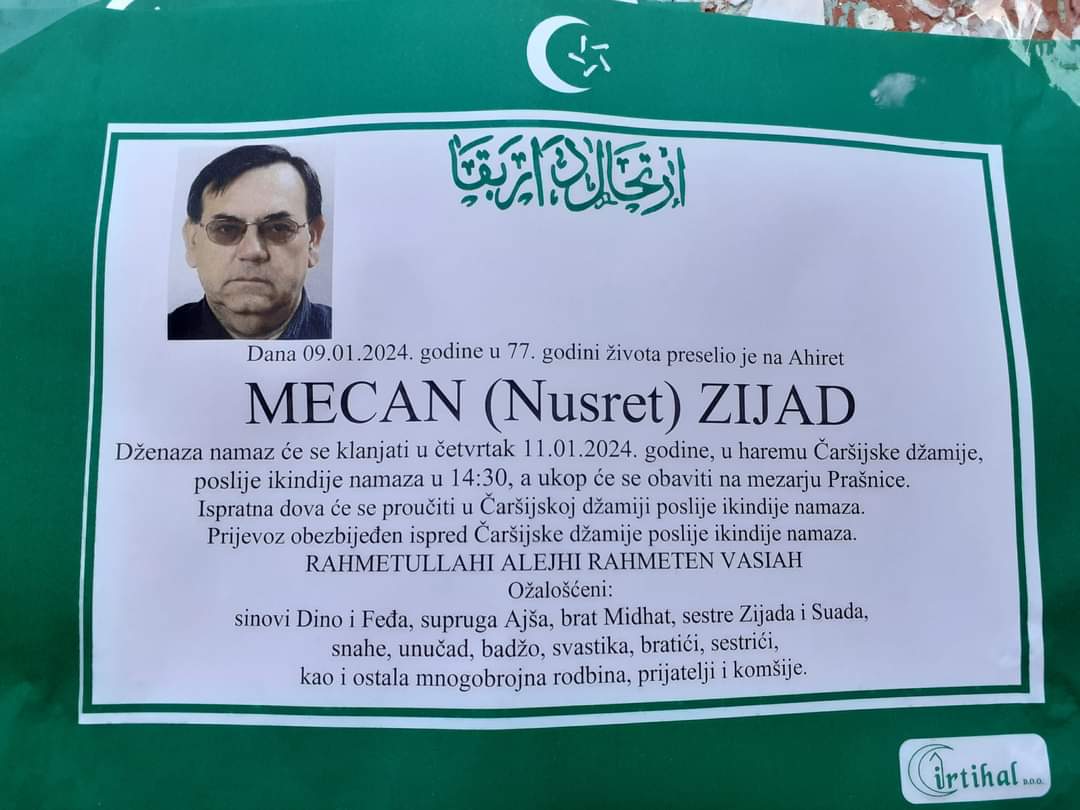 ارتحال دار بقا
Dana 09.01.2024. godine u 77. godini života preselio je na Ahiret
MECAN (Nusret) ZIJAD
Dženaza namaz će se klanjati u četvrtak 11.01.2024. godine, u haremu Čaršijske džamije,
poslije ikindije namaza u 14:30, a ukop će se obaviti na mezarju Prašnice.
Ispratna dova će se proučiti u Čaršijskoj džamiji poslije ikindije namaza.
Prijevoz obezbijeđen ispred Čaršijske džamije poslije ikindije namaza.
RAHMETULLAHI ALEJHI RAHMETEN VASIAH
Ožalošćeni:
sinovi Dino i Feđa, supruga Ajša, brat Midhat, sestre Zijada i Suada,
snahe, unučad, badžo, svastika, bratići, sestrići,
kao i ostala mnogobrojna rodbina, prijatelji i komšije.
îrtihal D.O.O.